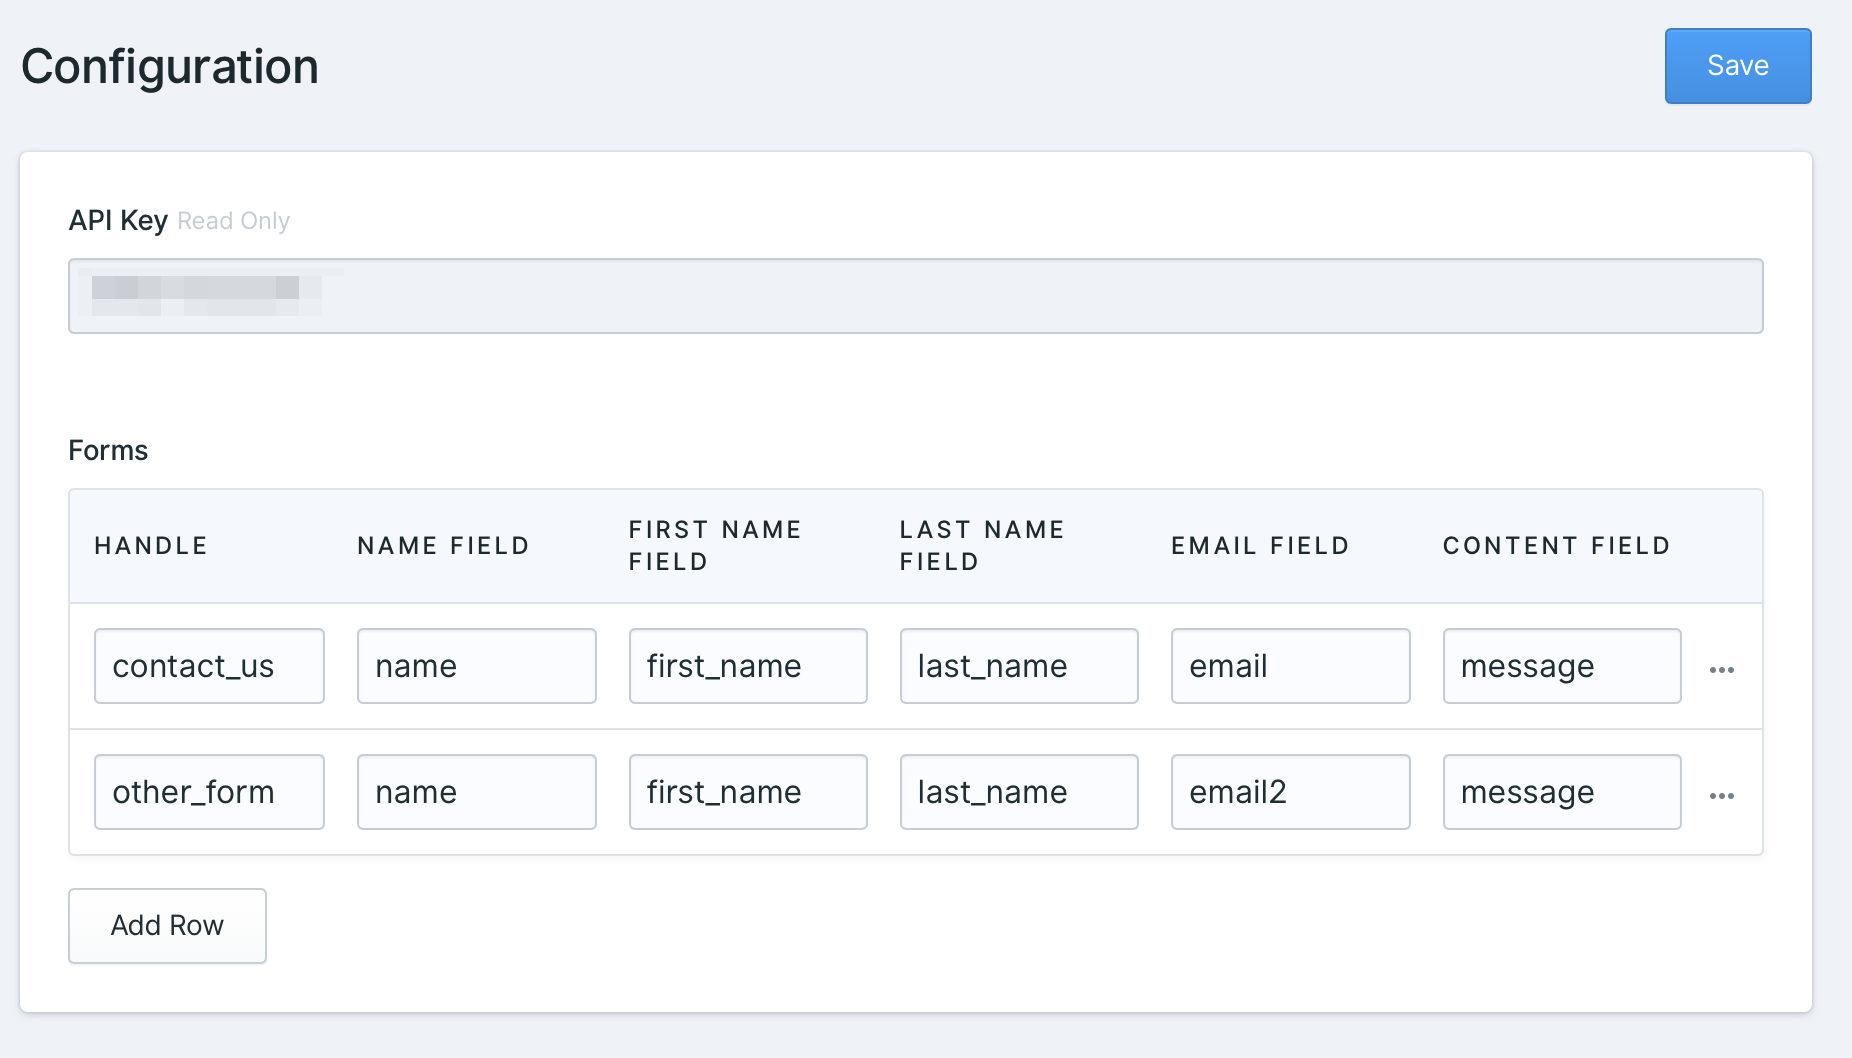 Configuration
Save
API Key Read Only
Forms
HANDLE NAME FIELD FIRST NAME FIELD LAST NAME FIELD EMAIL FIELD CONTENT FIELD
contact_us name first_name last_name email message
other_form name first_name last_name email2 message
Add Row